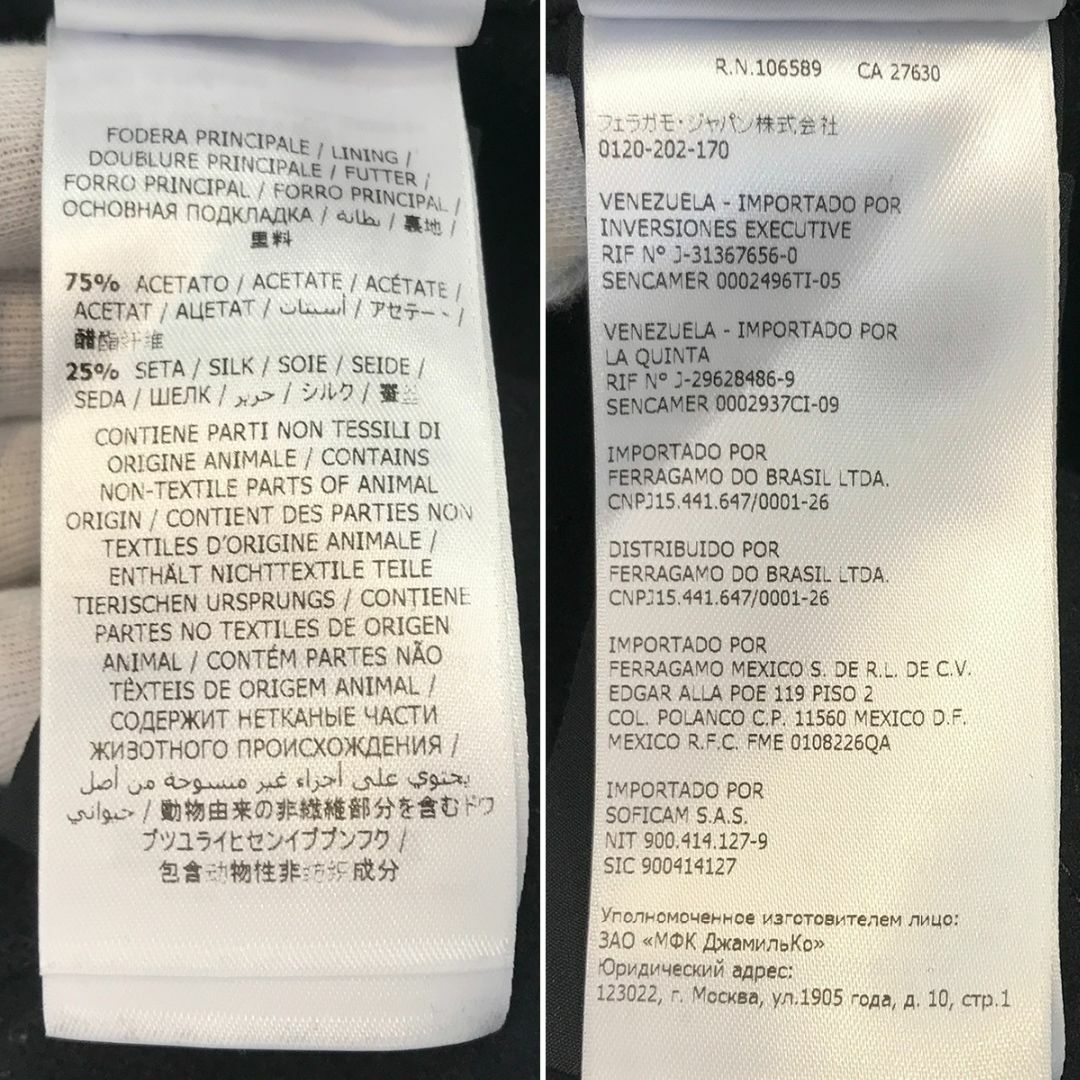 FODERA PRINCIPALE / LINING /
DOUBLURE PRINCIPALE / FUTTER /
FORRO PRINCIPAL / FORRO PRINCIPAL /
ОСНОВНАЯ ПОДКЛАДКА / بطانه / 裏地 /
里料
75% ACETATO / ACETATE / ACÉTATE /
ACETAT / АЦЕТАТ / أسيتات / アセテー /
醋酯纤维
25% SETA / SILK / SOIE / SEIDE /
SEDA / ШЕЛК / حرير / シルク / 蚕丝
CONTIENE PARTI NON TESSILI DI
ORIGINE ANIMALE / CONTAINS
NON-TEXTILE PARTS OF ANIMAL
ORIGIN / CONTIENT DES PARTIES NON
TEXTILES D'ORIGINE ANIMALE /
ENTHÄLT NICHTTEXTILE TEILE
TIERISCHEN URSPRUNGS / CONTIENE
PARTES NO TEXTILES DE ORIGEN
ANIMAL / CONTÉM PARTES NÃO
TÊXTEIS DE ORIGEM ANIMAL /
СОДЕРЖИТ НЕТКАНЫЕ ЧАСТИ
ЖИВОТНОГО ПРОИСХОЖДЕНИЯ /
يحتوي على أجزاء غير منسوجة من أصل
حيواني / 動物由来の非繊維部分を含むドウ
ブツユライヒセンイブブンフク /
包含动物性非纺织成分
R.N.106589 CA 27630
フェラガモ・ジャパン株式会社
0120-202-170
VENEZUELA - IMPORTADO POR
INVERSIONES EXECUTIVE
RIF Nº J-31367656-0
SENCAMER 0002496TI-05
VENEZUELA - IMPORTADO POR
LA QUINTA
RIF Nº J-29628486-9
SENCAMER 0002937CI-09
IMPORTADO POR
FERRAGAMO DO BRASIL LTDA.
CNPJ15.441.647/0001-26
DISTRIBUIDO POR
FERRAGAMO DO BRASIL LTDA.
CNPJ15.441.647/0001-26
IMPORTADO POR
FERRAGAMO MEXICO S. DE R.L. DE C.V.
EDGAR ALLA POE 119 PISO 2
COL. POLANCO C.P. 11560 MEXICO D.F.
MEXICO R.F.C. FME 0108226QA
IMPORTADO POR
SOFICAM S.A.S.
NIT 900.414.127-9
SIC 900414127
Уполномоченное изготовителем лицо:
ЗАО «МФК ДжамильКо»
Юридический адрес:
123022, г. Москва, ул.1905 года, д. 10, стр.1